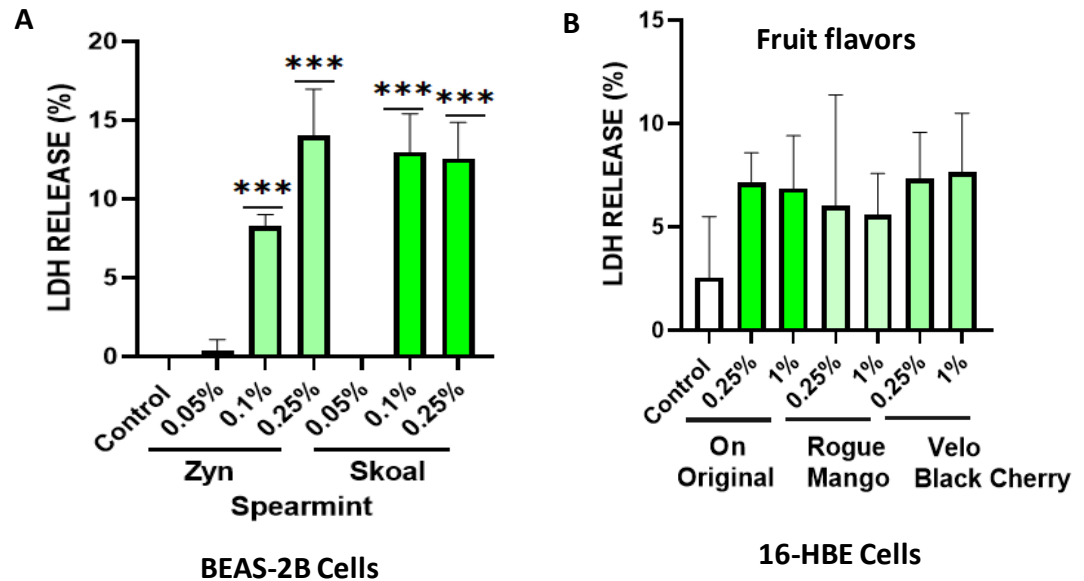 A
LDH RELEASE (%)
20
15
10
5
0
***
***
***
***
Control
0.05%
0.1%
0.25%
0.05%
0.1%
0.25%
Zyn
Skoal
Spearmint
BEAS-2B Cells
B
Fruit flavors
LDH RELEASE (%)
15
10
5
0
Control
0.25%
1%
0.25%
1%
0.25%
1%
On
Original
Rogue
Mango
Velo
Black Cherry
16-HBE Cells